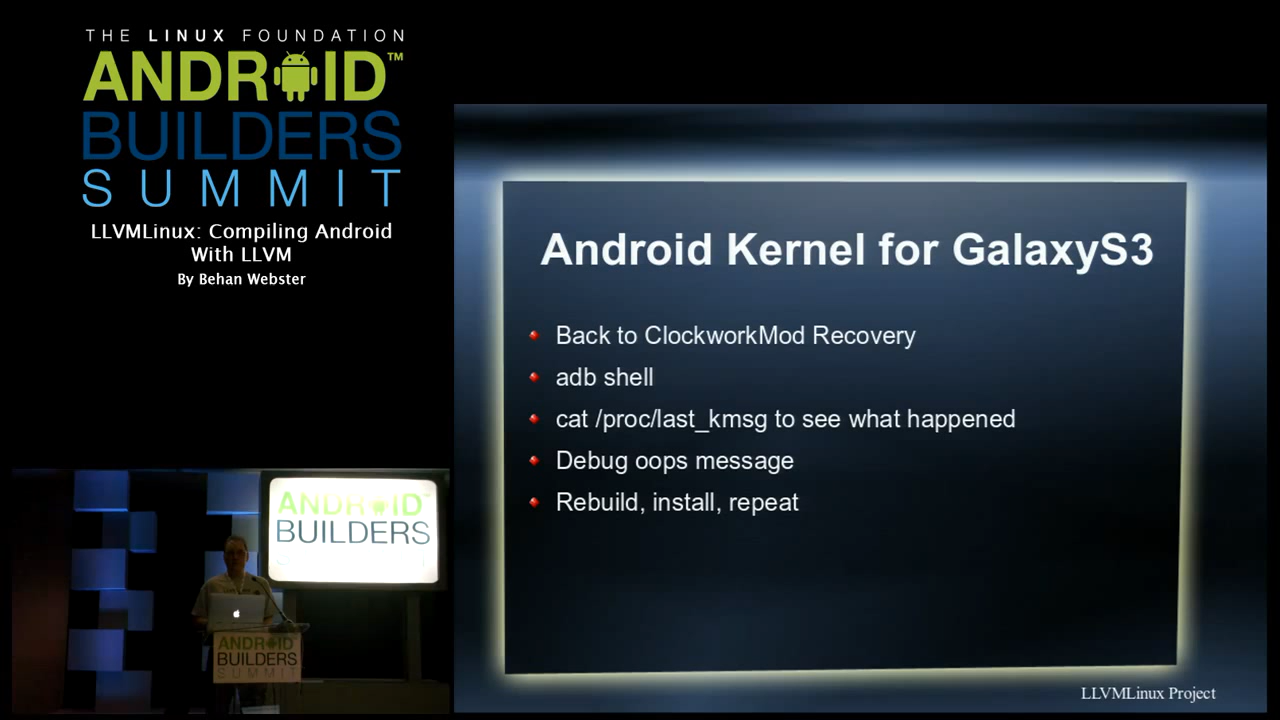 THE LINUX FOUNDATION
ANDROID™
BUILDERS
SUMMIT
LLVMLinux: Compiling Android
With LLVM
By Behan Webster
Android Kernel for GalaxyS3
Back to ClockworkMod Recovery
adb shell
cat /proc/last_kmsg to see what happened
Debug oops message
Rebuild, install, repeat
LLVMLinux Project
ANDROID™
BUILDERS
ANDROID
BUILDERS
SUMMIT